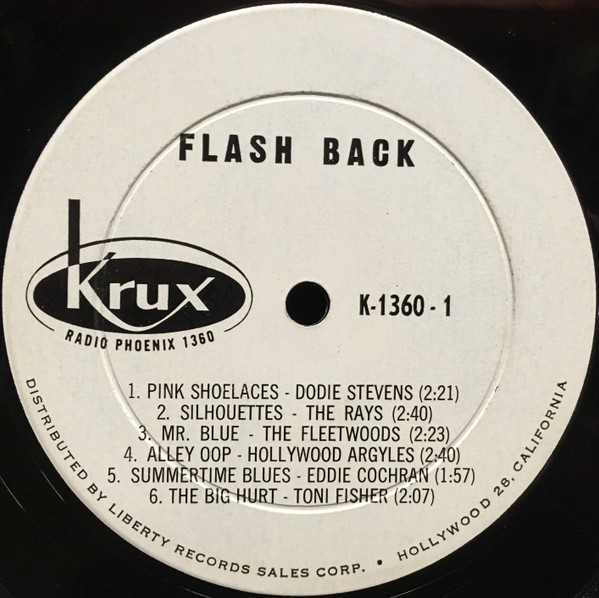 FLASH BACK
Krux
RADIO PHOENIX 1360
K-1360-1
1. PINK SHOELACES - DODIE STEVENS (2:21)
2. SILHOUETTES - THE RAYS (2:40)
3. MR. BLUE - THE FLEETWOODS (2:23)
4. ALLEY OOP - HOLLYWOOD ARGYLES (2:40)
5. SUMMERTIME BLUES - EDDIE COCHRAN (1:57)
6. THE BIG HURT - TONI FISHER (2:07)
DISTRIBUTED BY LIBERTY RECORDS SALES CORP. • HOLLYWOOD 28, CALIFORNIA